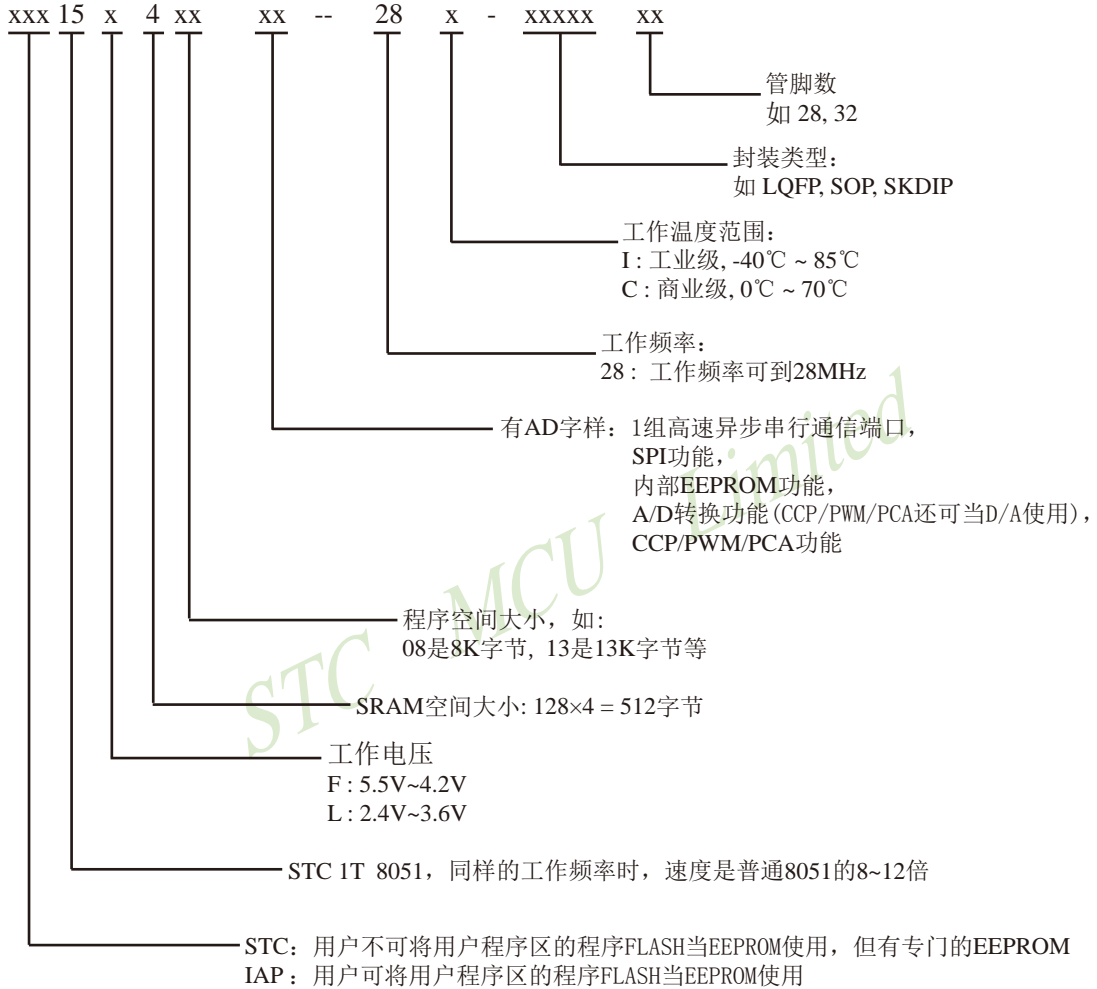 xxx 15 x 4 xx xx -- 28 x - xxxxx xx
管脚数
如 28, 32
封装类型：
如 LQFP, SOP, SKDIP
工作温度范围：
I : 工业级, -40℃ ~ 85℃
C : 商业级, 0℃ ~ 70℃
工作频率：
28 : 工作频率可到28MHz
有AD字样：1组高速异步串行通信端口，
SPI功能，
内部EEPROM功能，
A/D转换功能(CCP/PWM/PCA还可当D/A使用)，
CCP/PWM/PCA功能
程序空间大小，如:
08是8K字节, 13是13K字节等
SRAM空间大小: 128×4 = 512字节
工作电压
F : 5.5V~4.2V
L : 2.4V~3.6V
STC 1T 8051，同样的工作频率时，速度是普通8051的8~12倍
STC：用户不可将用户程序区的程序FLASH当EEPROM使用，但有专门的EEPROM
IAP：用户可将用户程序区的程序FLASH当EEPROM使用
STC MCU Limited